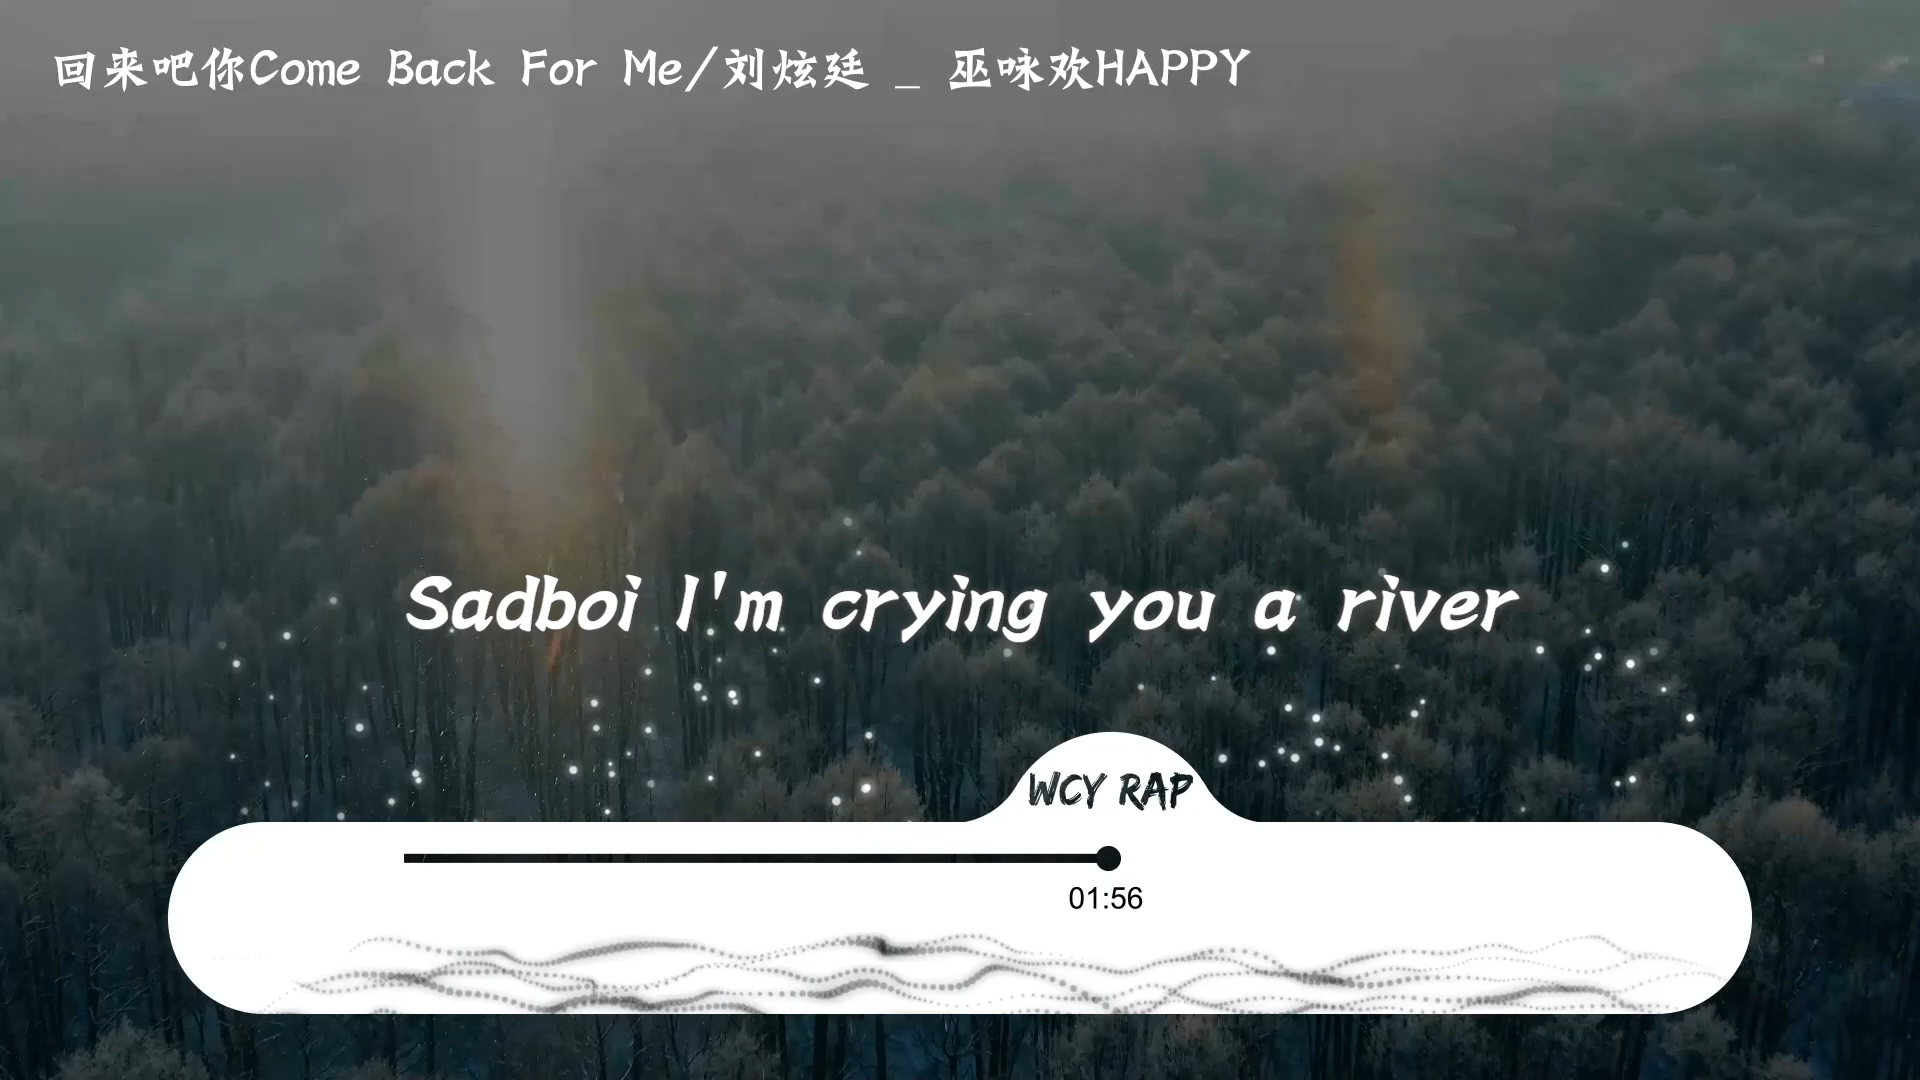 回来吧你Come Back For Me/刘炫廷 _ 巫咏欢HAPPY
Sadboi I'm crying you a river
WCY RAP
01:56